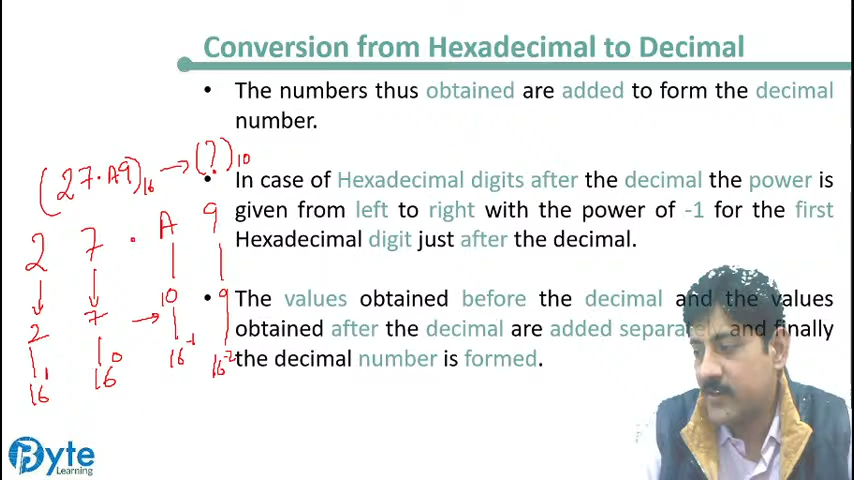 Conversion from Hexadecimal to Decimal
• The numbers thus obtained are added to form the decimal
number.
(27.A9)16 → (?)10
• In case of Hexadecimal digits after the decimal the power is
given from left to right with the power of -1 for the first
Hexadecimal digit just after the decimal.
2 7 . A 9
2 7 → 10 9
16^1 16^0 16^-1 16^-2
• The values obtained before the decimal and the values
obtained after the decimal are added separately and finally
the decimal number is formed.
Byte
Learning